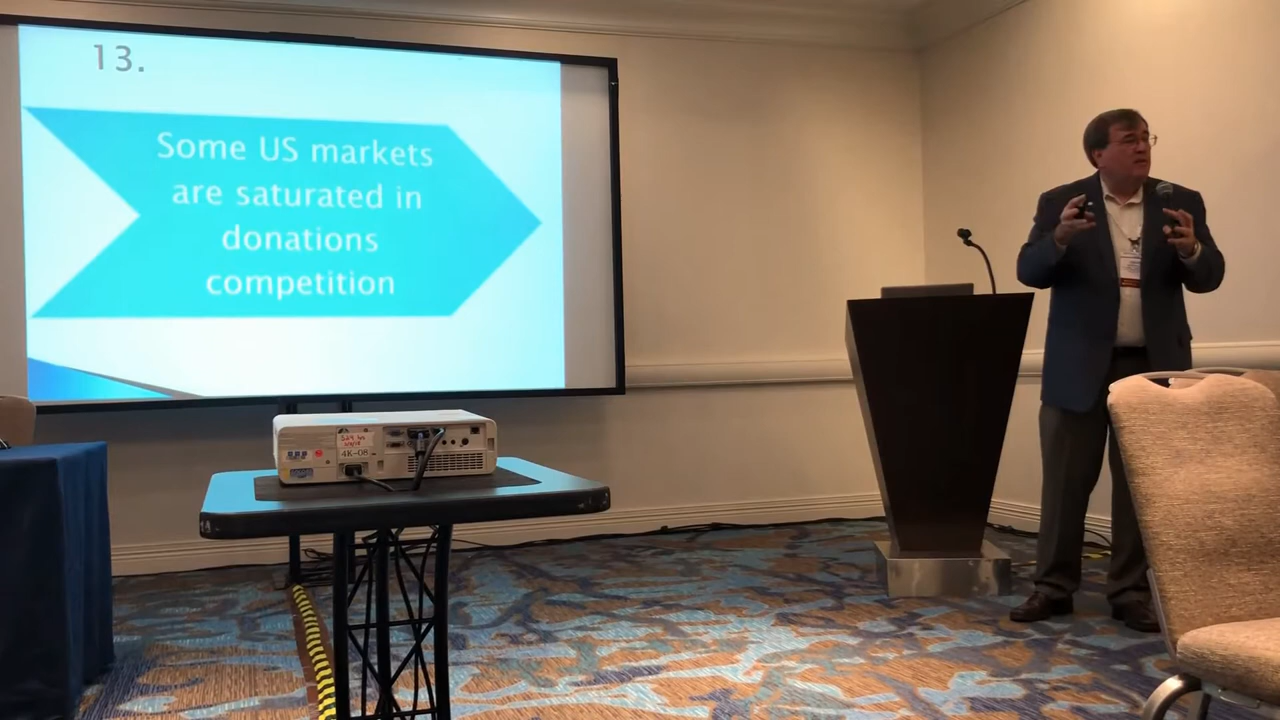 13.
Some US markets
are saturated in
donations
competition
4K-08